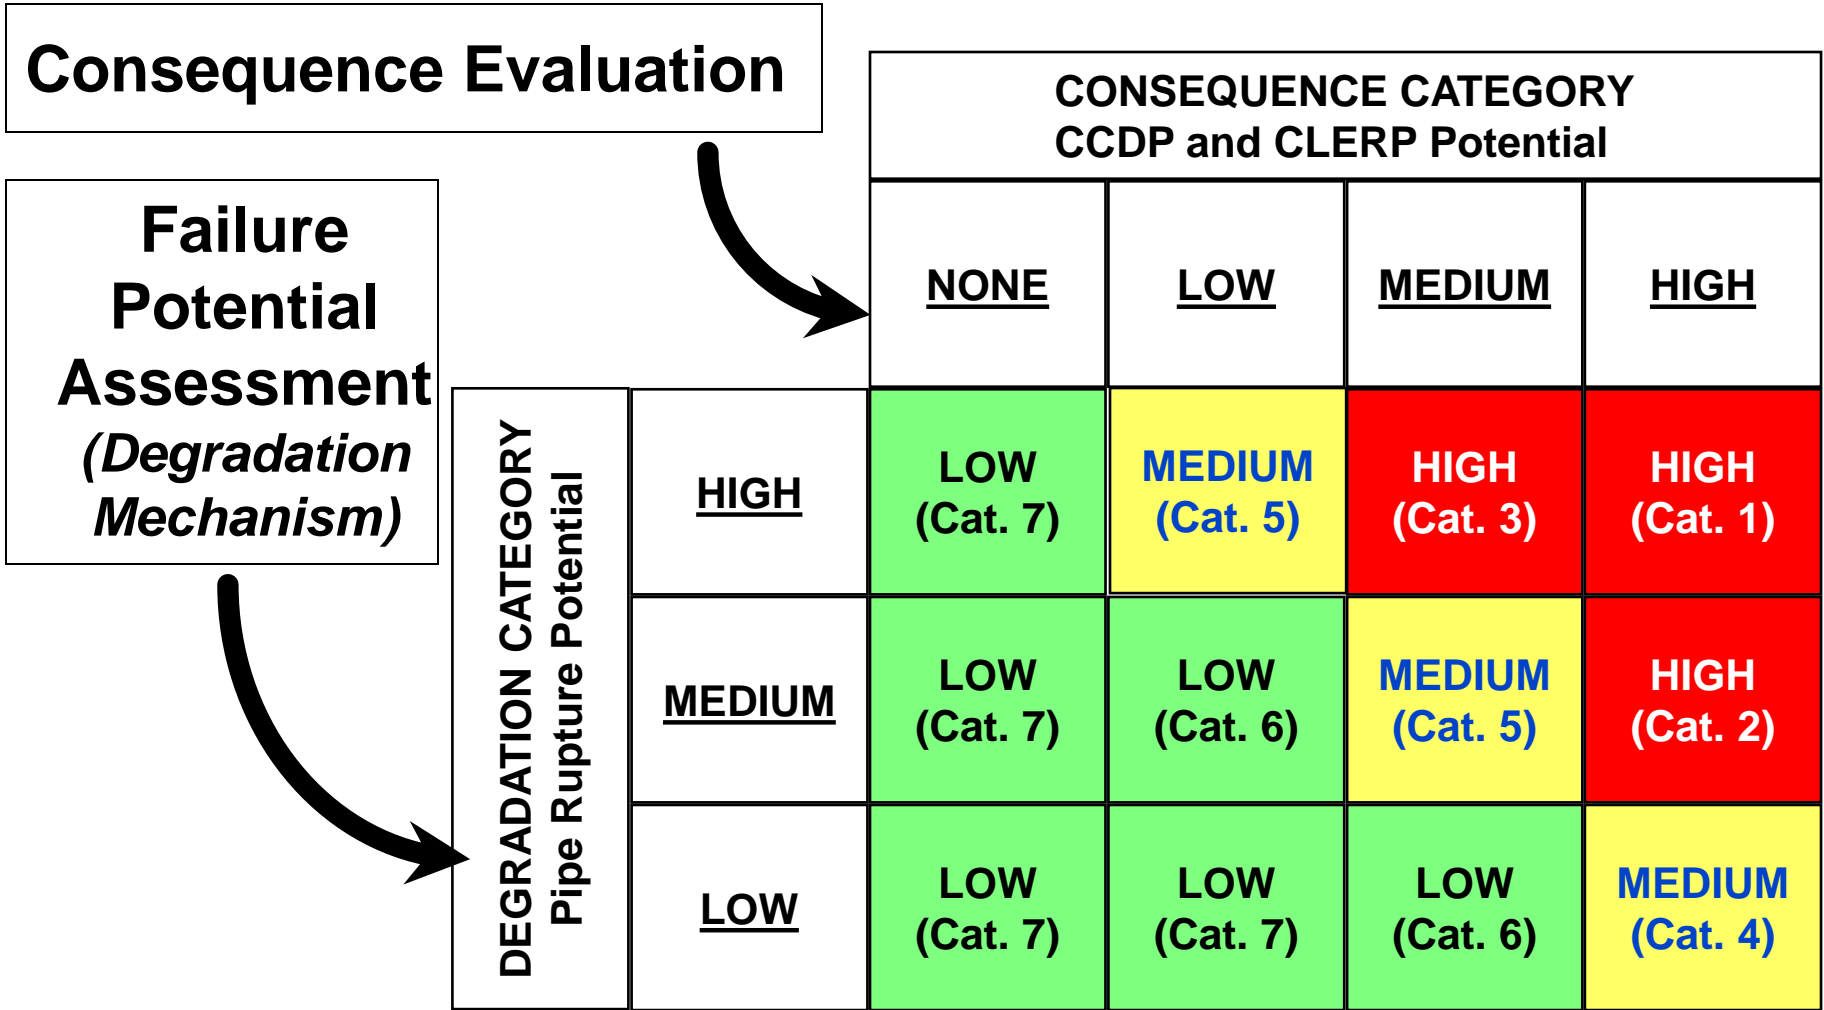 Consequence Evaluation
Failure
Potential
Assessment
(Degradation
Mechanism)
CONSEQUENCE CATEGORY
CCDP and CLERP Potential
NONE
LOW
MEDIUM
HIGH
DEGRADATION CATEGORY
Pipe Rupture Potential
HIGH
LOW
(Cat. 7)
MEDIUM
(Cat. 5)
HIGH
(Cat. 3)
HIGH
(Cat. 1)
MEDIUM
LOW
(Cat. 7)
LOW
(Cat. 6)
MEDIUM
(Cat. 5)
HIGH
(Cat. 2)
LOW
LOW
(Cat. 7)
LOW
(Cat. 7)
LOW
(Cat. 6)
MEDIUM
(Cat. 4)